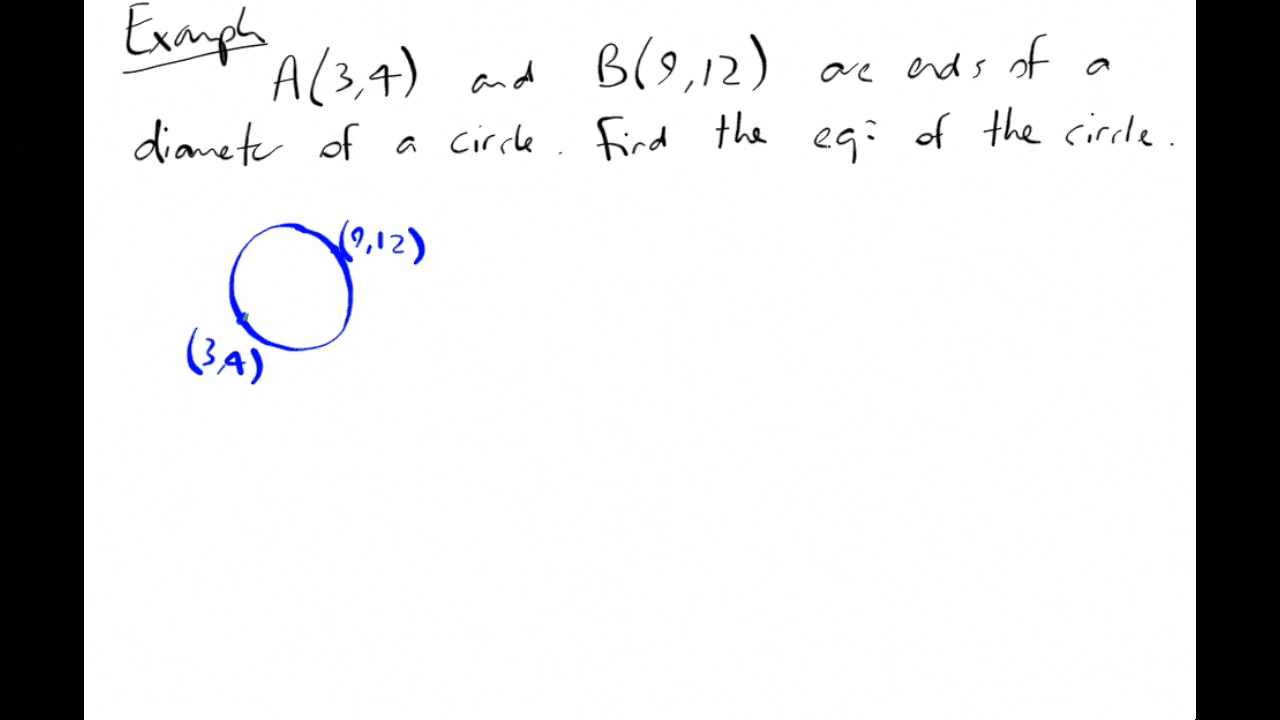 Example
A(3,4) and B(9,12) are ends of a
diameter of a circle. Find the eq: of the circle.
(9,12)
(3,4)